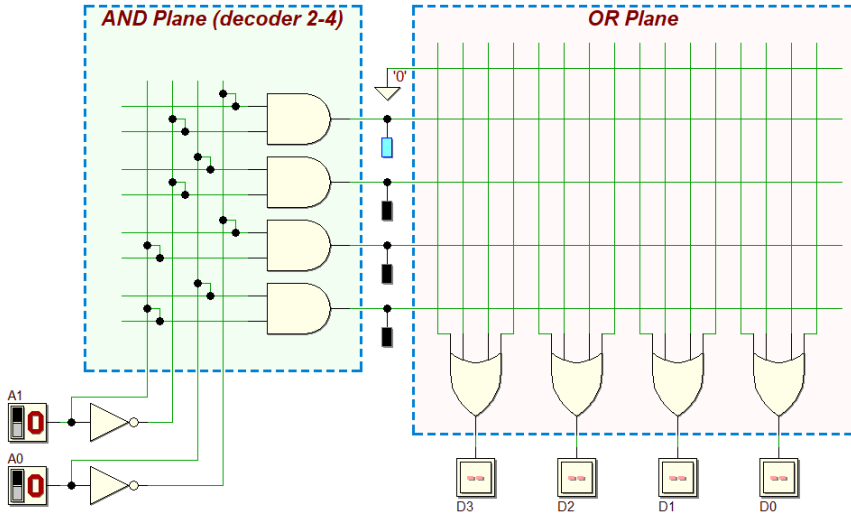 AND Plane (decoder 2-4)
OR Plane
'0'
A1
0
A0
0
D3
D2
D1
D0